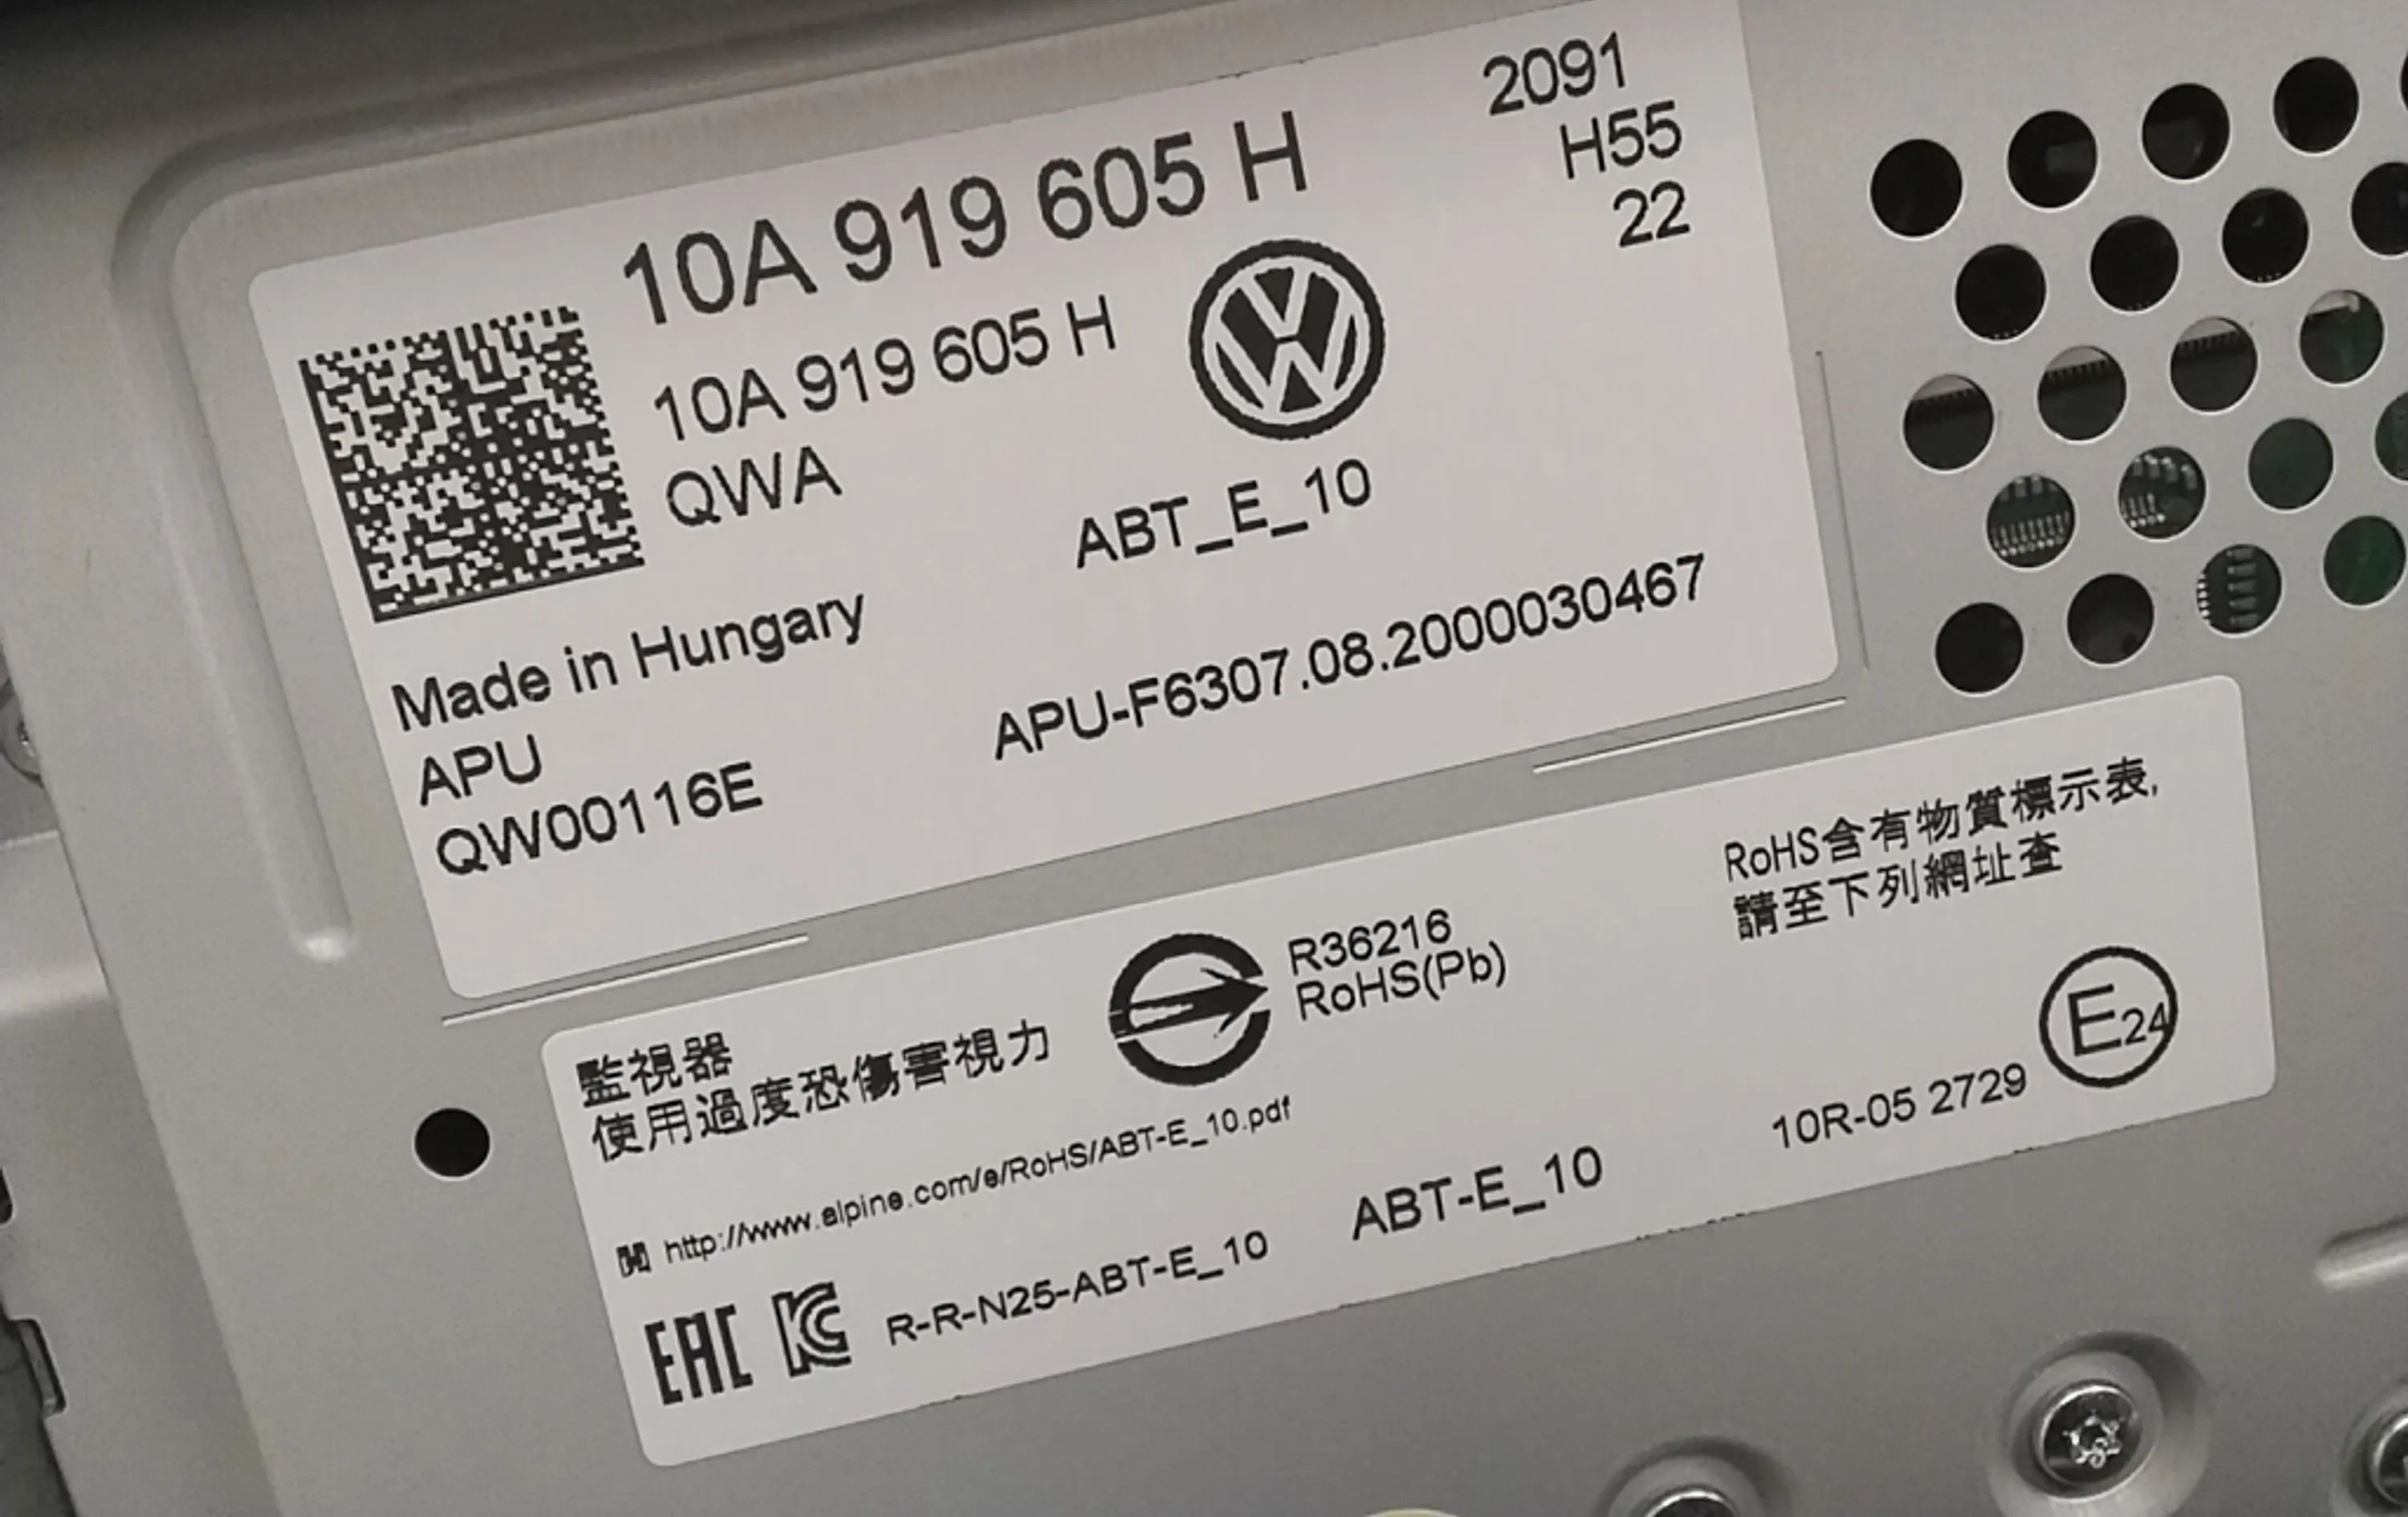 2091
H55
22
10A 919 605 H
10A 919 605 H
QWA
ABT_E_10
Made in Hungary
APU
QW00116E
APU-F6307.08.2000030467
RoHS含有物質標示表,
請至下列網址查
R36216
RoHS(Pb)
監視器
使用過度恐傷害視力
E24
10R-05 2729
閱 http://www.alpine.com/e/RoHS/ABT-E_10.pdf
ABT-E_10
EAC KC R-R-N25-ABT-E_10